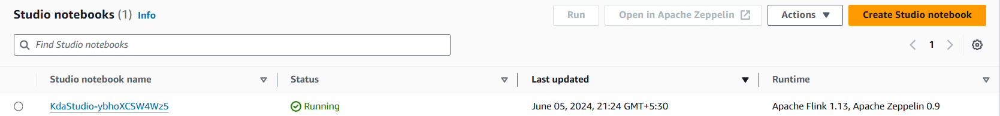 Studio notebooks (1) Info Run Open in Apache Zeppelin Actions Create Studio notebook
Find Studio notebooks 1
Studio notebook name Status Last updated Runtime
KdaStudio-ybhoXCSW4Wz5 Running June 05, 2024, 21:24 GMT+5:30 Apache Flink 1.13, Apache Zeppelin 0.9